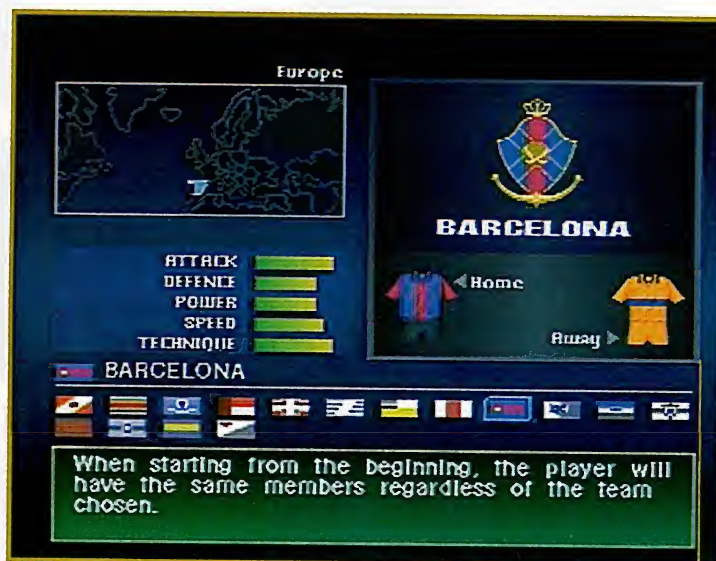 Europe
BARCELONA
ATTACK
DEFENCE
POWER
SPEED
TECHNIQUE
Home
Away
BARCELONA
When starting from the beginning, the player will
have the same members regardless of the team
chosen.